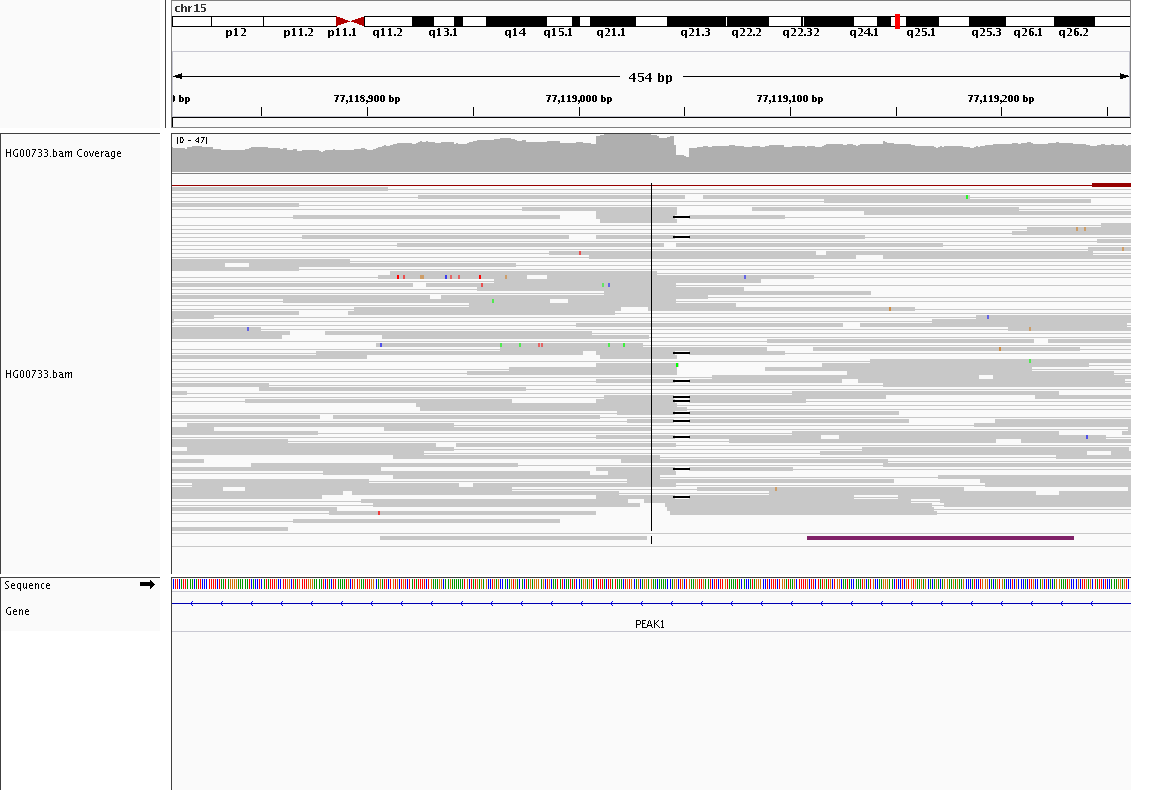 chr15
p12 p11.2 p11.1 q11.2 q13.1 q14 q15.1 q21.1 q21.3 q22.2 q22.32 q24.1 q25.1 q25.3 q26.1 q26.2
454 bp
bp 77,118,900 bp 77,119,000 bp 77,119,100 bp 77,119,200 bp
[0 - 47]
HG00733.bam Coverage
HG00733.bam
Sequence
Gene
PEAK1